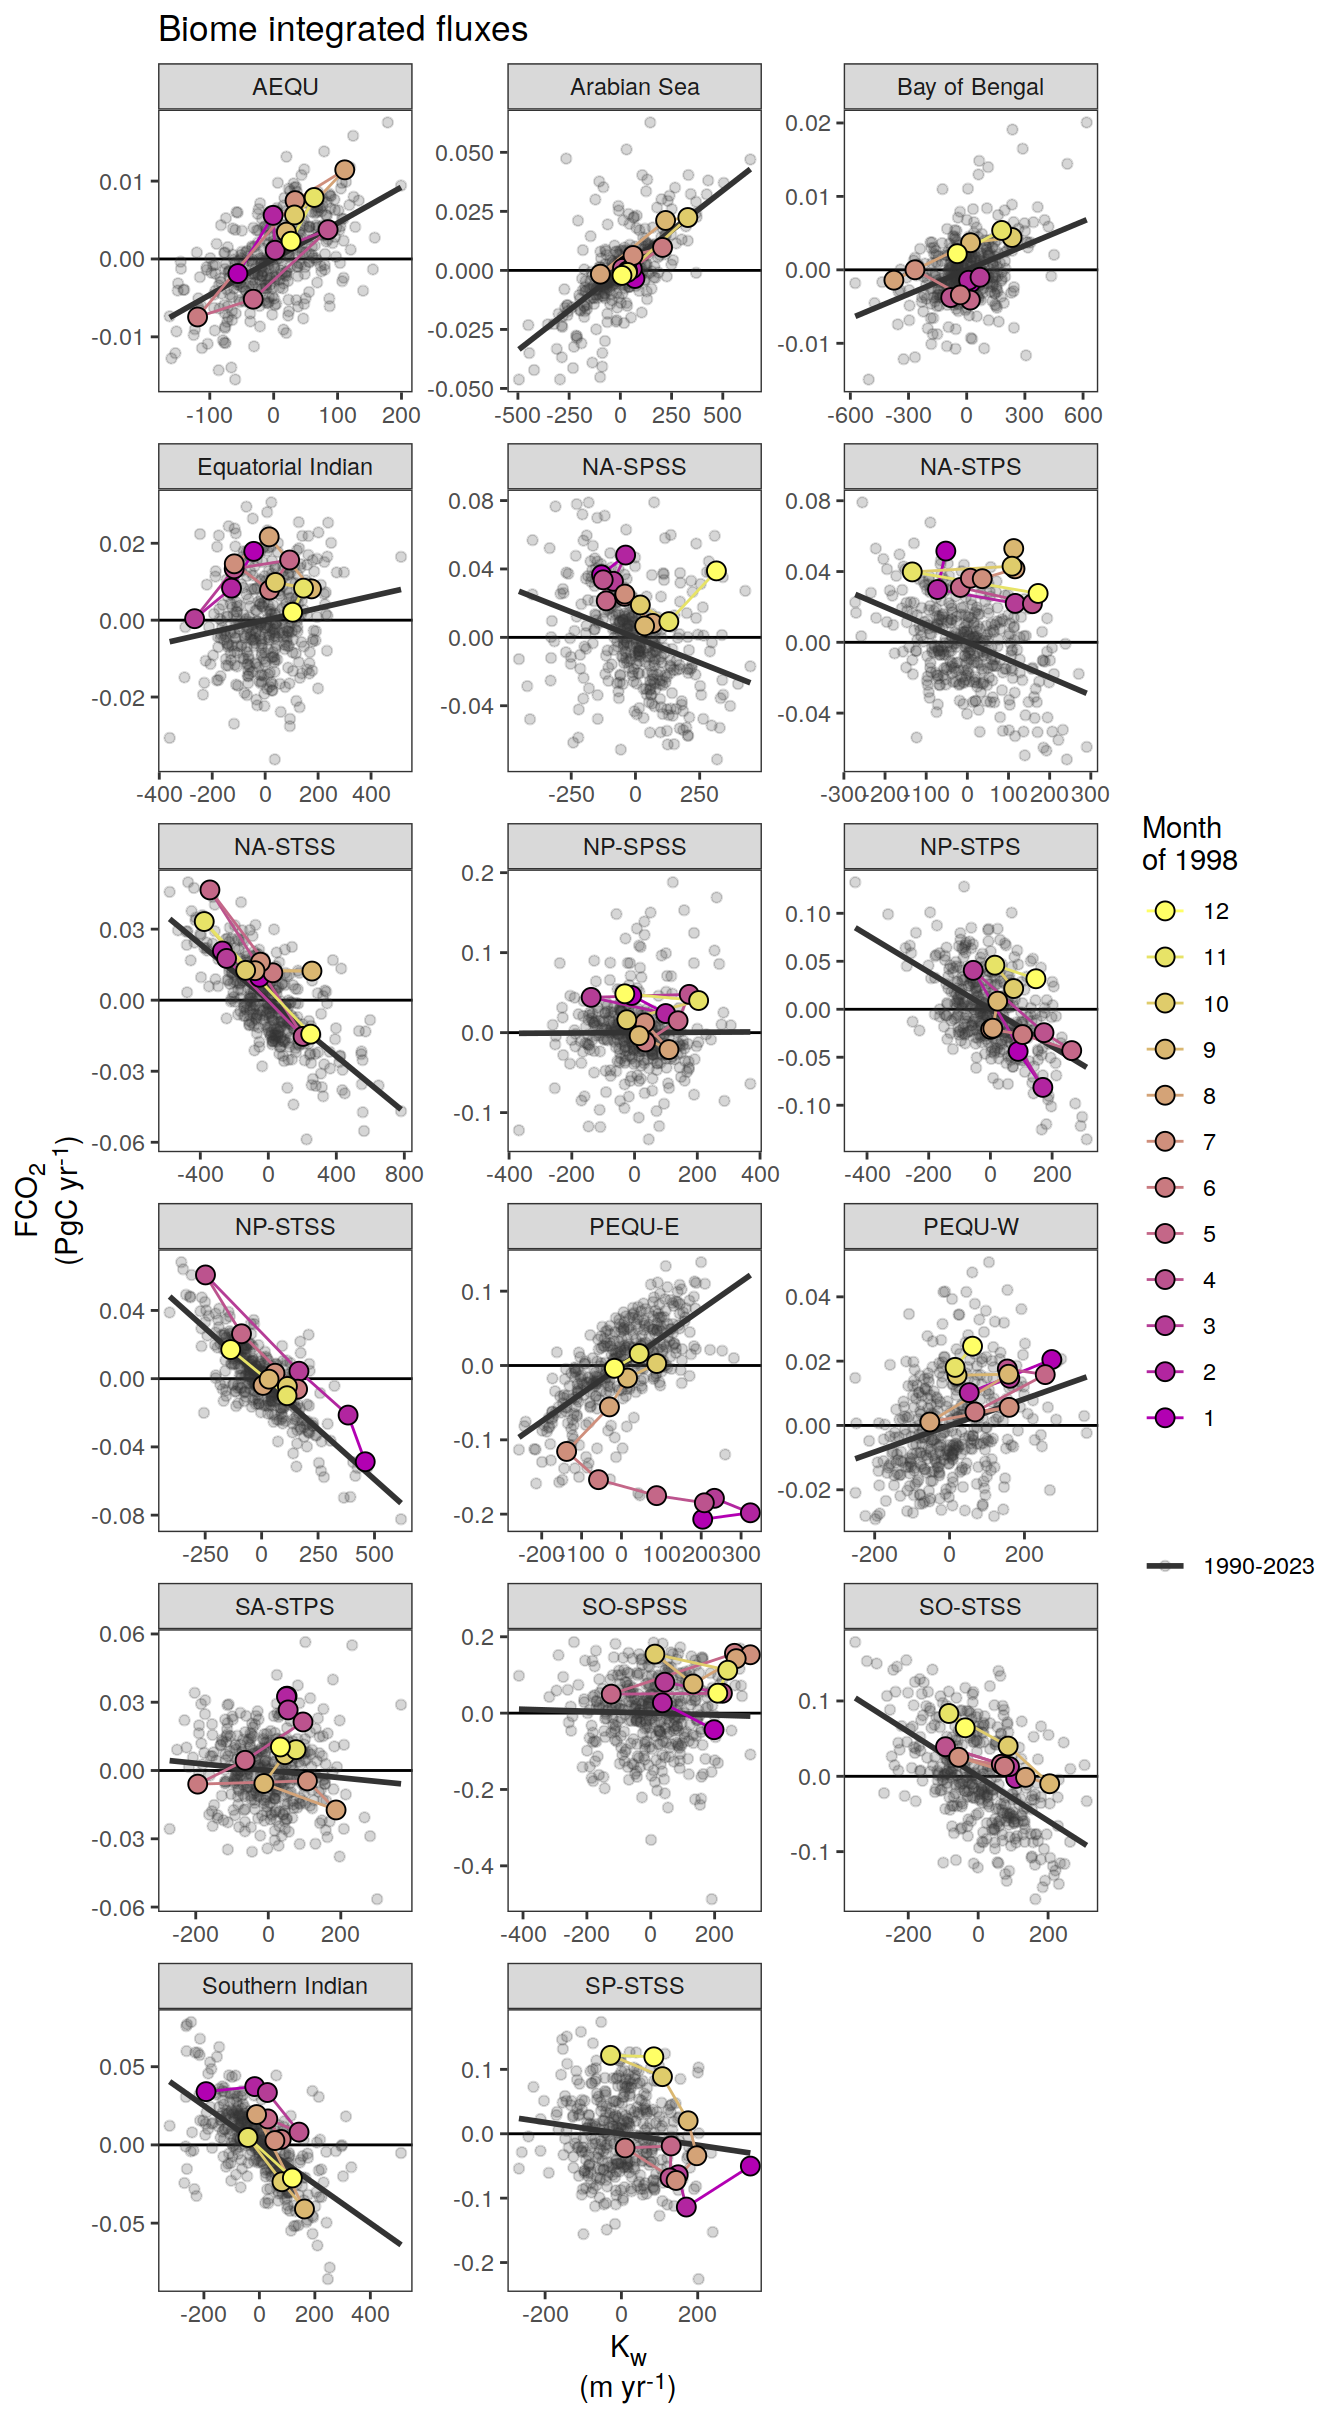 Biome integrated fluxes
AEQU
Arabian Sea
Bay of Bengal
0.01
0.00
-0.01
-100 0 100 200
0.050
0.025
0.000
-0.025
-0.050
-500 -250 0 250 500
0.02
0.01
0.00
-0.01
-600 -300 0 300 600
Equatorial Indian
NA-SPSS
NA-STPS
0.02
0.00
-0.02
-400 -200 0 200 400
0.08
0.04
0.00
-0.04
-250 0 250
0.08
0.04
0.00
-0.04
-300 -200 -100 0 100 200 300
NA-STSS
NP-SPSS
NP-STPS
0.03
0.00
-0.03
-0.06
-400 0 400 800
0.2
0.1
0.0
-0.1
-400 -200 0 200 400
0.10
0.05
0.00
-0.05
-0.10
-400 -200 0 200
NP-STSS
PEQU-E
PEQU-W
0.04
0.00
-0.04
-0.08
-250 0 250 500
0.1
0.0
-0.1
-0.2
-200 -100 0 100 200 300
0.04
0.02
0.00
-0.02
-200 0 200
SA-STPS
SO-SPSS
SO-STSS
0.06
0.03
0.00
-0.03
-0.06
-200 0 200
0.2
0.0
-0.2
-0.4
-400 -200 0 200
0.1
0.0
-0.1
-200 0 200
Southern Indian
SP-STSS
0.05
0.00
-0.05
-200 0 200 400
0.1
0.0
-0.1
-0.2
-200 0 200
FCO2
(PgC yr-1)
Kw
(m yr-1)
Month
of 1998
12
11
10
9
8
7
6
5
4
3
2
1
1990-2023